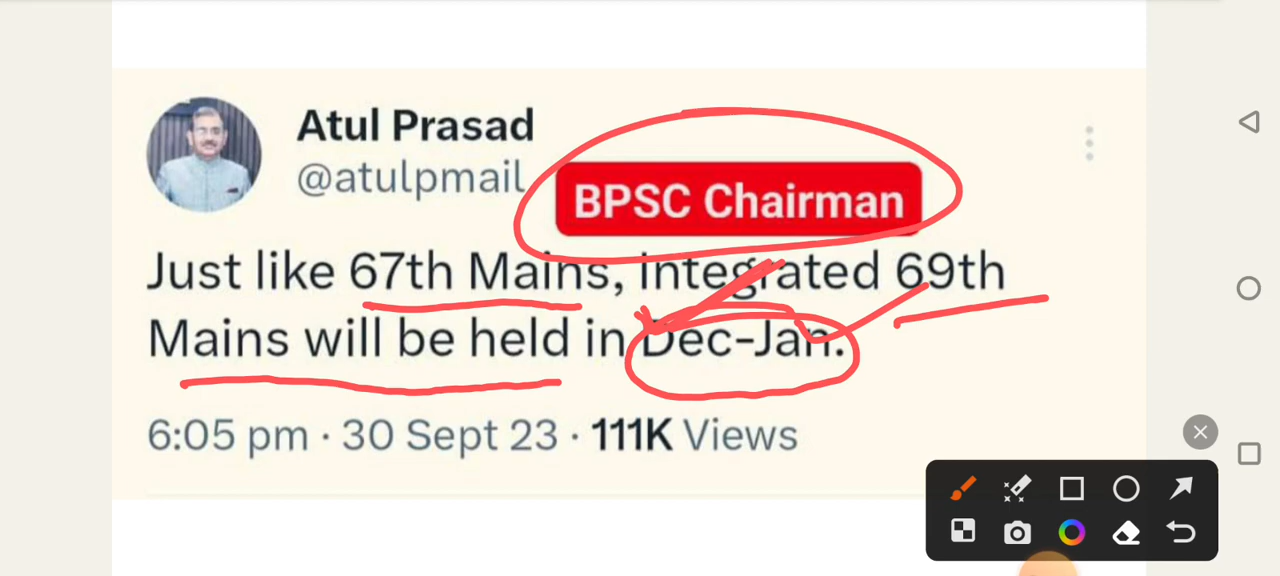 Atul Prasad
@atulpmail
BPSC Chairman
Just like 67th Mains, integrated 69th
Mains will be held in Dec-Jan.
6:05 pm · 30 Sept 23 · 111K Views